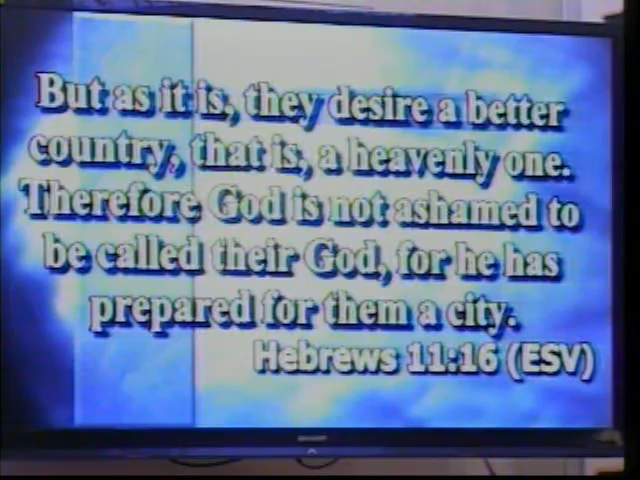 But as it is, they desire a better
country, that is, a heavenly one.
Therefore God is not ashamed to
be called their God, for he has
prepared for them a city.
Hebrews 11:16 (ESV)
SHARP